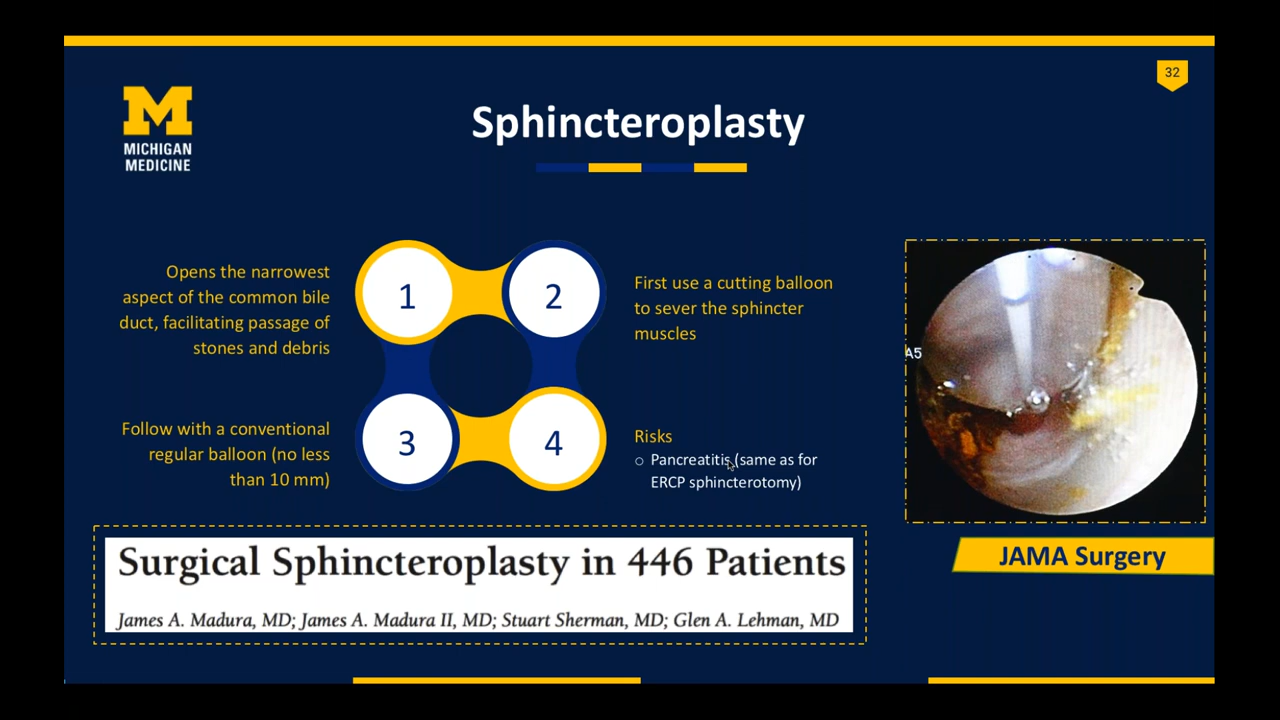 32
MICHIGAN
MEDICINE
Sphincteroplasty
1
Opens the narrowest
aspect of the common bile
duct, facilitating passage of
stones and debris
2
First use a cutting balloon
to sever the sphincter
muscles
3
Follow with a conventional
regular balloon (no less
than 10 mm)
4
Risks
○ Pancreatitis (same as for
ERCP sphincterotomy)
A5
JAMA Surgery
Surgical Sphincteroplasty in 446 Patients
James A. Madura, MD; James A. Madura II, MD; Stuart Sherman, MD; Glen A. Lehman, MD